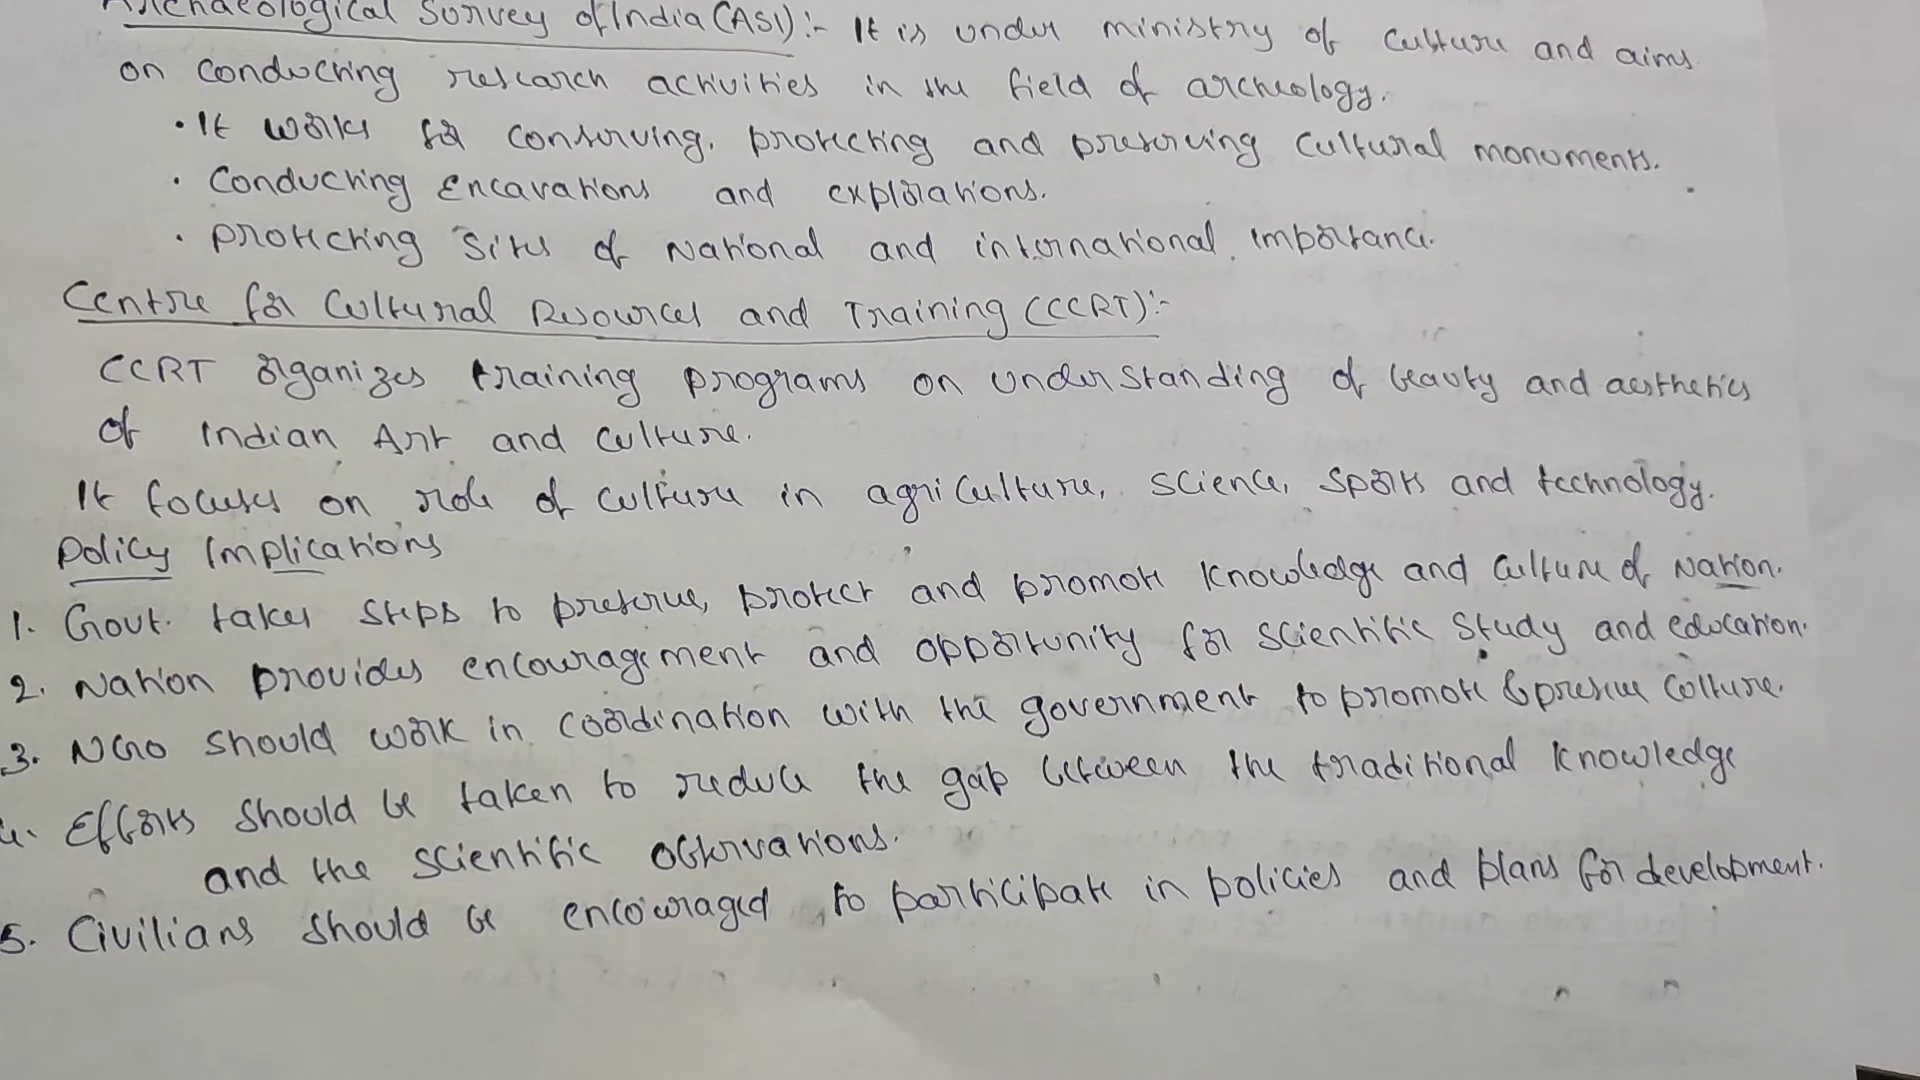 Archaeological Survey of India (ASI):- It is under ministry of Culture and aims
on conducting research activities in the field of archeology.
• It works for conserving, protecting and preserving cultural monuments.
• Conducting Encavations and explorations.
• Protecting Sites of National and international importance.
Centre for Cultural Resources and Training (CCRT):-
CCRT organizes training programs on understanding of beauty and aesthetics
of Indian Art and Culture.
It focuses on role of culture in agriculture, science, sports and technology.
Policy Implications
1. Govt. takes steps to preserve, protect and promote knowledge and culture of Nation.
2. Nation provides encouragement and opportunity for scientific study and education.
3. NGO should work in coordination with the government to promote & preserve culture.
4. Efforts should be taken to reduce the gap between the traditional knowledge
and the scientific observations.
5. Civilians should be encouraged to participate in policies and plans for development.